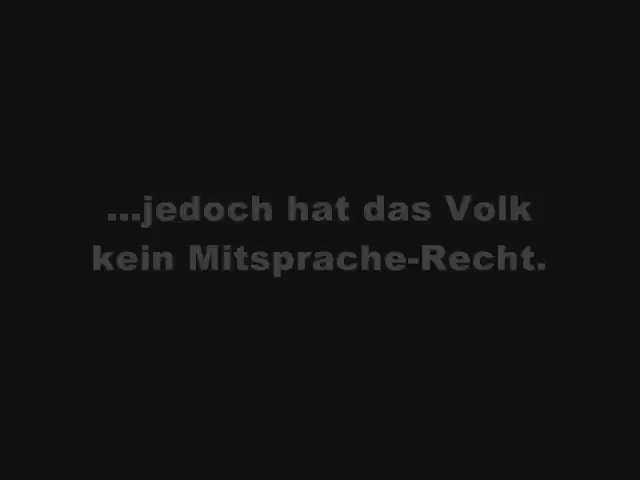 ...jedoch hat das Volk
kein Mitsprache-Recht.